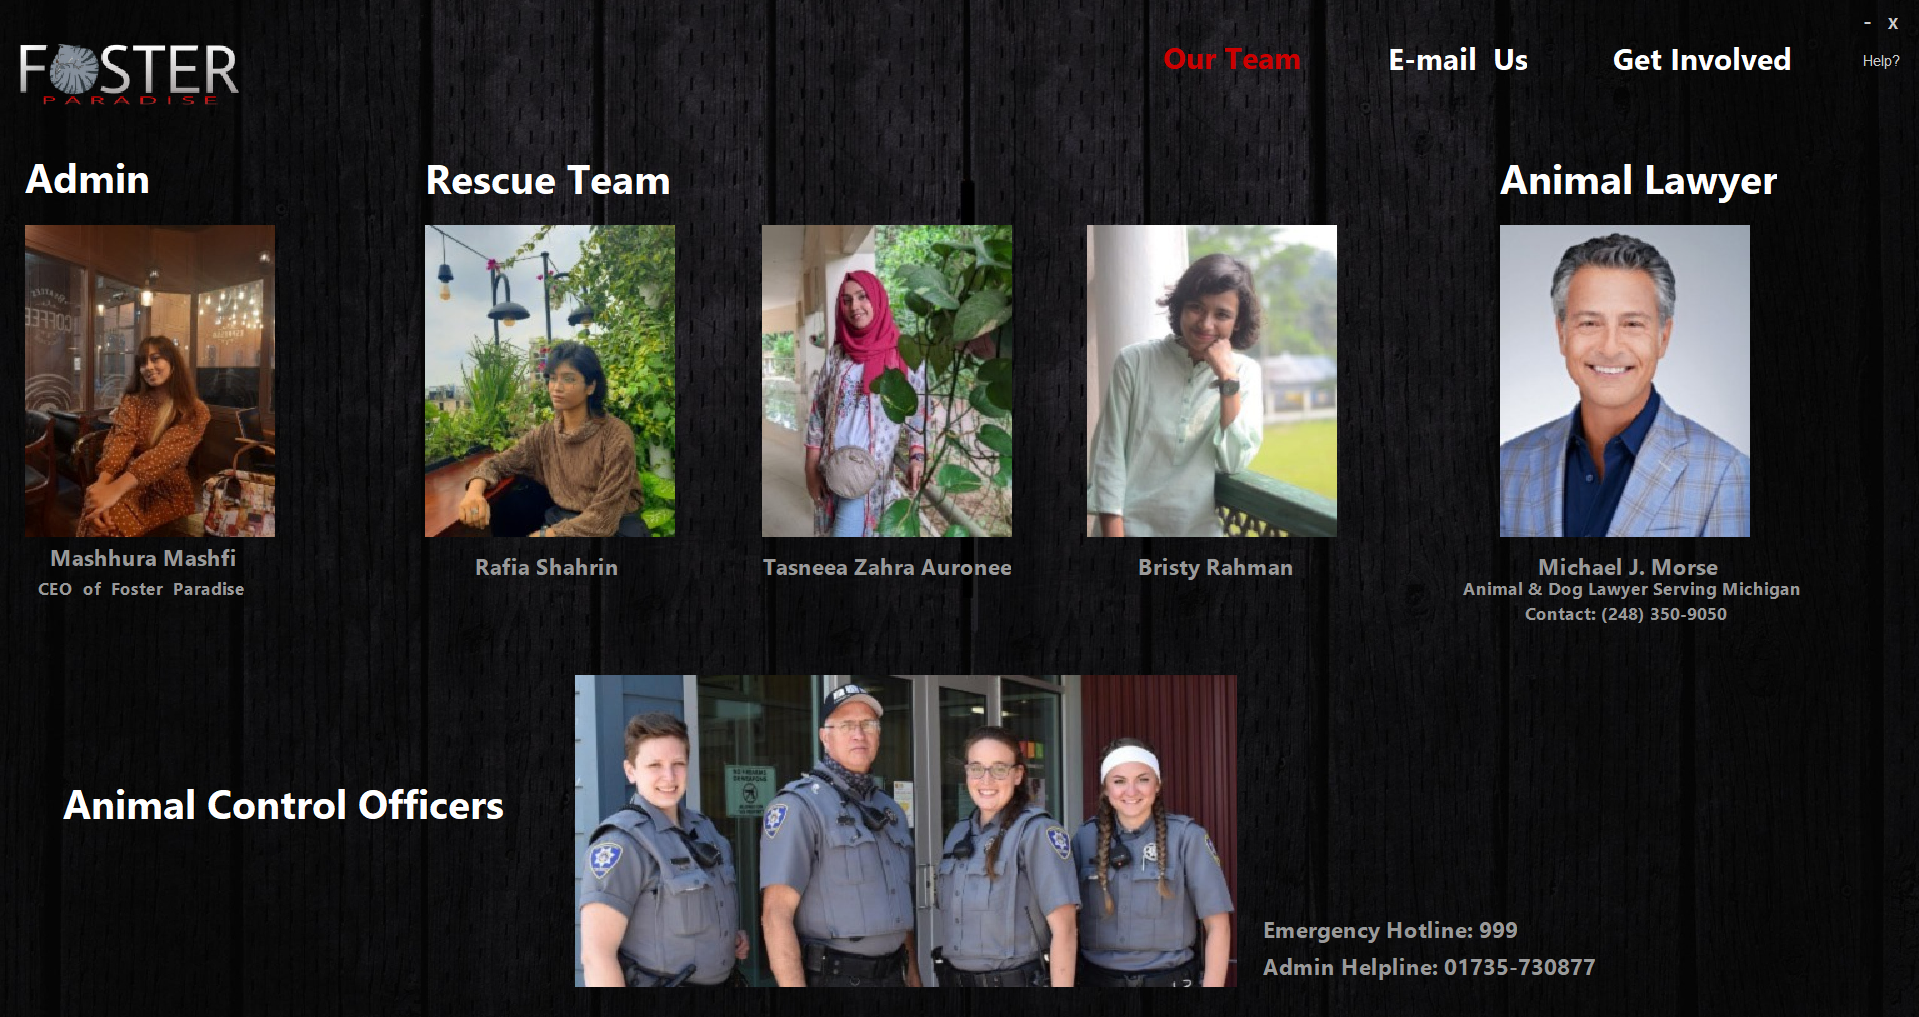 FOSTER
PARADISE
Our Team
E-mail Us
Get Involved
- x
Help?
Admin
Rescue Team
Animal Lawyer
COFFEE
Mashhura Mashfi
CEO of Foster Paradise
Rafia Shahrin
Tasneea Zahra Auronee
Bristy Rahman
Michael J. Morse
Animal & Dog Lawyer Serving Michigan
Contact: (248) 350-9050
Animal Control Officers
Emergency Hotline: 999
Admin Helpline: 01735-730877